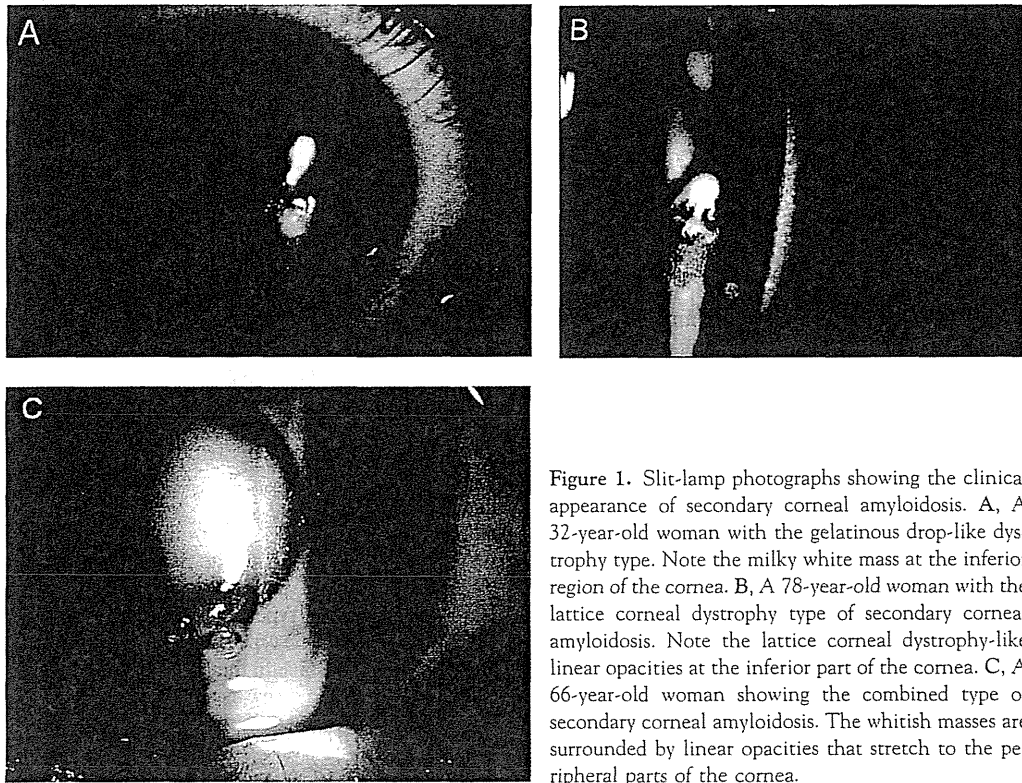 A
B
C
Figure 1. Slit-lamp photographs showing the clinica
appearance of secondary corneal amyloidosis. A, A
32-year-old woman with the gelatinous drop-like dys
trophy type. Note the milky white mass at the inferio
region of the cornea. B, A 78-year-old woman with the
lattice corneal dystrophy type of secondary cornea
amyloidosis. Note the lattice corneal dystrophy-like
linear opacities at the inferior part of the cornea. C, A
66-year-old woman showing the combined type o
secondary corneal amyloidosis. The whitish masses are
surrounded by linear opacities that stretch to the pe
ripheral parts of the cornea.